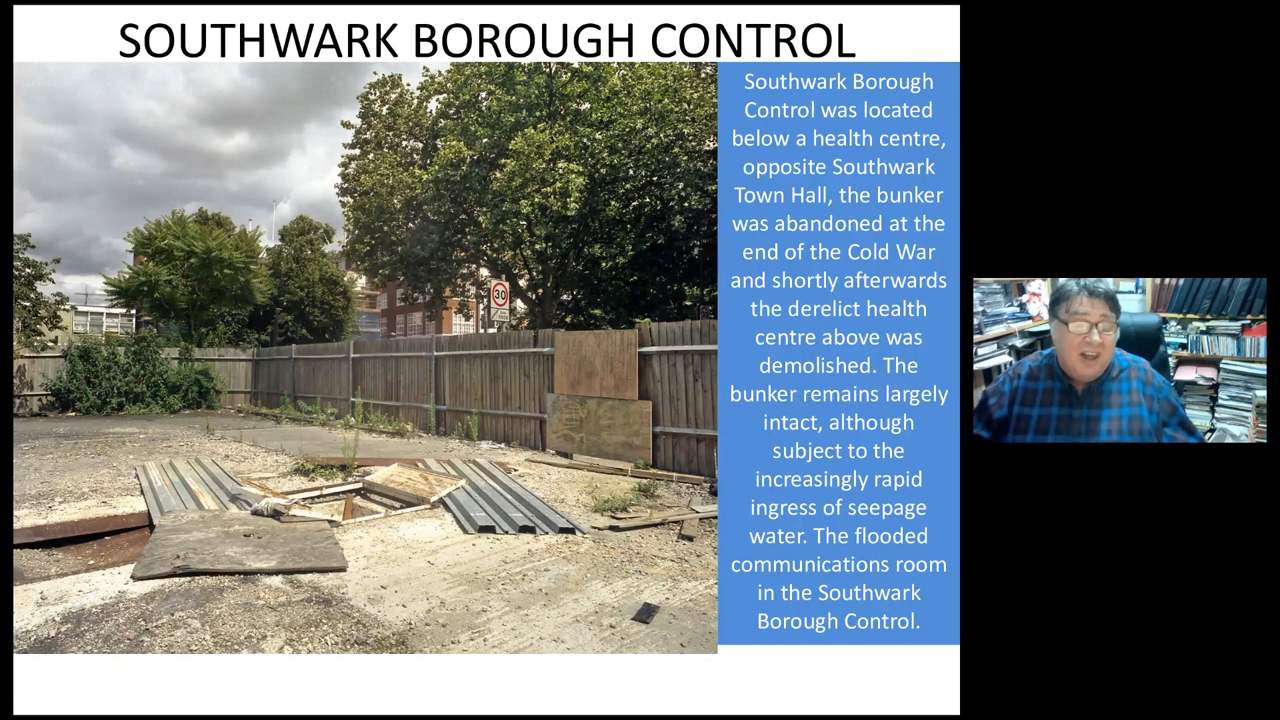 SOUTHWARK BOROUGH CONTROL
Southwark Borough
Control was located
below a health centre,
opposite Southwark
Town Hall, the bunker
was abandoned at the
end of the Cold War
and shortly afterwards
the derelict health
centre above was
demolished. The
bunker remains largely
intact, although
subject to the
increasingly rapid
ingress of seepage
water. The flooded
communications room
in the Southwark
Borough Control.
30